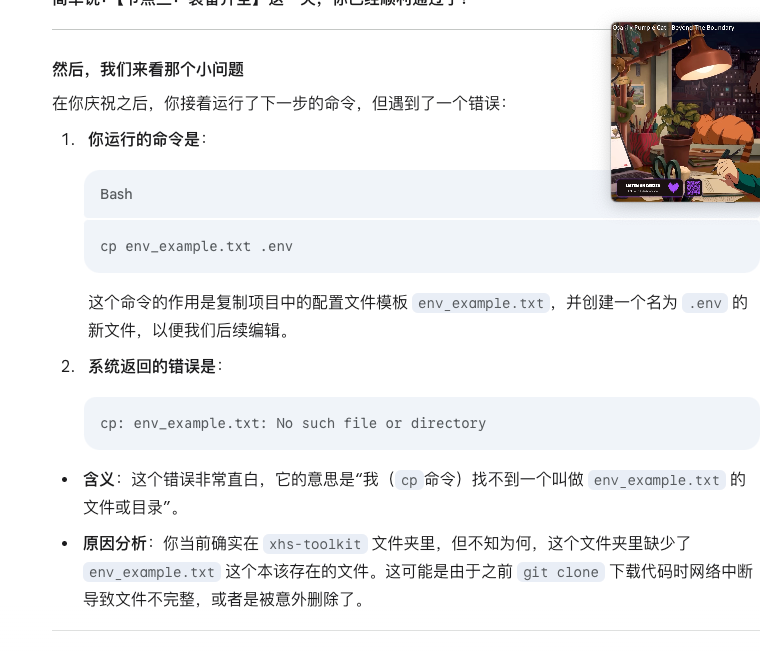 然后，我们来看那个小问题
在你庆祝之后，你接着运行了下一步的命令，但遇到了一个错误：
1. 你运行的命令是：
Bash
cp env_example.txt .env
这个命令的作用是复制项目中的配置文件模板 env_example.txt，并创建一个名为 .env 的
新文件，以便我们后续编辑。
2. 系统返回的错误是：
cp: env_example.txt: No such file or directory
• 含义：这个错误非常直白，它的意思是“我（cp命令）找不到一个叫做 env_example.txt 的
文件或目录”。
• 原因分析：你当前确实在 xhs-toolkit 文件夹里，但不知为何，这个文件夹里缺少了
env_example.txt 这个本该存在的文件。这可能是由于之前 git clone 下载代码时网络中断
导致文件不完整，或者是被意外删除了。
Purple Cat - Beyond The Boundary